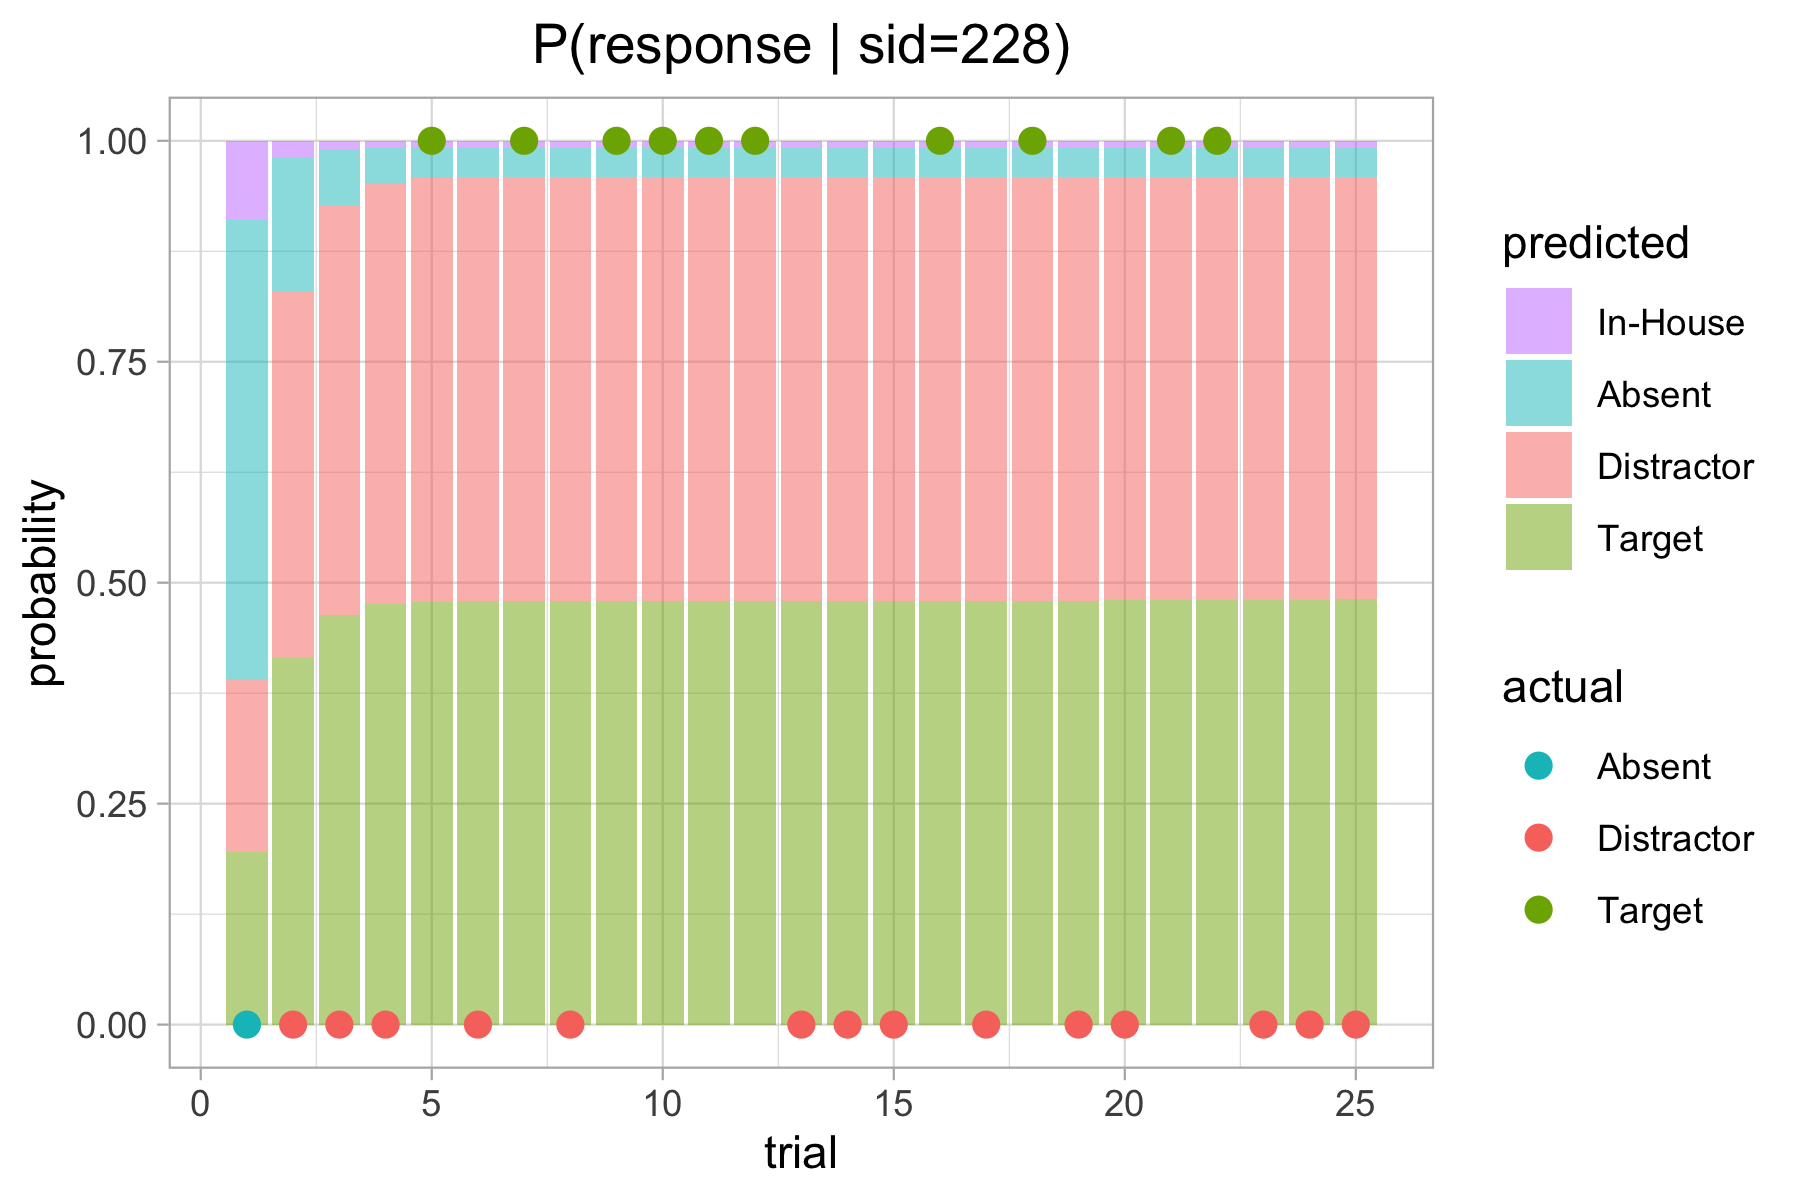 P(response | sid=228)
probability
1.00
0.75
0.50
0.25
0.00
0 5 10 15 20 25
trial
predicted
In-House
Absent
Distractor
Target
actual
Absent
Distractor
Target